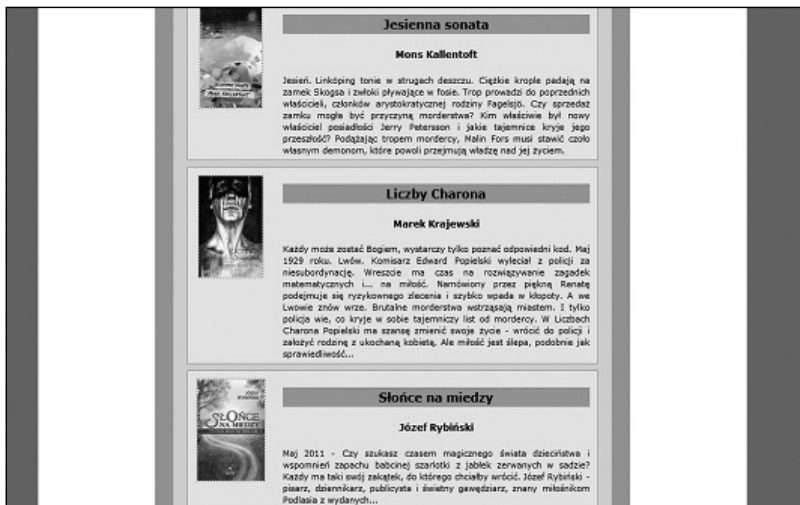 Jesienna sonata
Mons Kallentoft
Jesień. Linköping tonie w strugach deszczu. Ciężkie krople padają na
zamek Skogsa i zwłoki pływające w fosie. Trop prowadzi do poprzednich
właścicieli, członków arystokratycznej rodziny Fagelsjö. Czy sprzedaż
zamku mogła być przyczyną morderstwa? Kim właściwie był nowy
właściciel posiadłości Jerry Petersson i jakie tajemnice kryje jego
przeszłość? Podążając tropem mordercy, Malin Fors musi stawić czoło
własnym demonom, które powoli przejmują władzę nad jej życiem.
Liczby Charona
Marek Krajewski
Każdy może zostać Bogiem, wystarczy tylko poznać odpowiedni kod. Maj
1929 roku. Lwów. Komisarz Edward Popielski wyleciał z policji za
niesubordynację. Wreszcie ma czas na rozwiązywanie zagadek
matematycznych i... na miłość. Namówiony przez piękną Renatę
podejmuje się ryzykownego zlecenia i szybko wpada w kłopoty. A we
Lwowie znów wrze. Brutalne morderstwa wstrząsają miastem. I tylko
policja wie, co kryje w sobie tajemniczy list od mordercy. W Liczbach
Charona Popielski ma szansę zmienić swoje życie - wrócić do policji i
założyć rodzinę z ukochaną kobietą. Ale miłość jest ślepa, podobnie jak
sprawiedliwość...
SŁOŃCE
NA MIEDZY
Słońce na miedzy
Józef Rybiński
Maj 2011 - Czy szukasz czasem magicznego świata dzieciństwa i
wspomnień zapachu babcinej szarlotki z jabłek zerwanych w sadzie?
Każdy ma taki swój zakątek, do którego chciałby wrócić. Józef Rybiński -
pisarz, dziennikarz, publicysta i świetny gawędziarz, znany miłośnikom
Podlasia z wydanych...